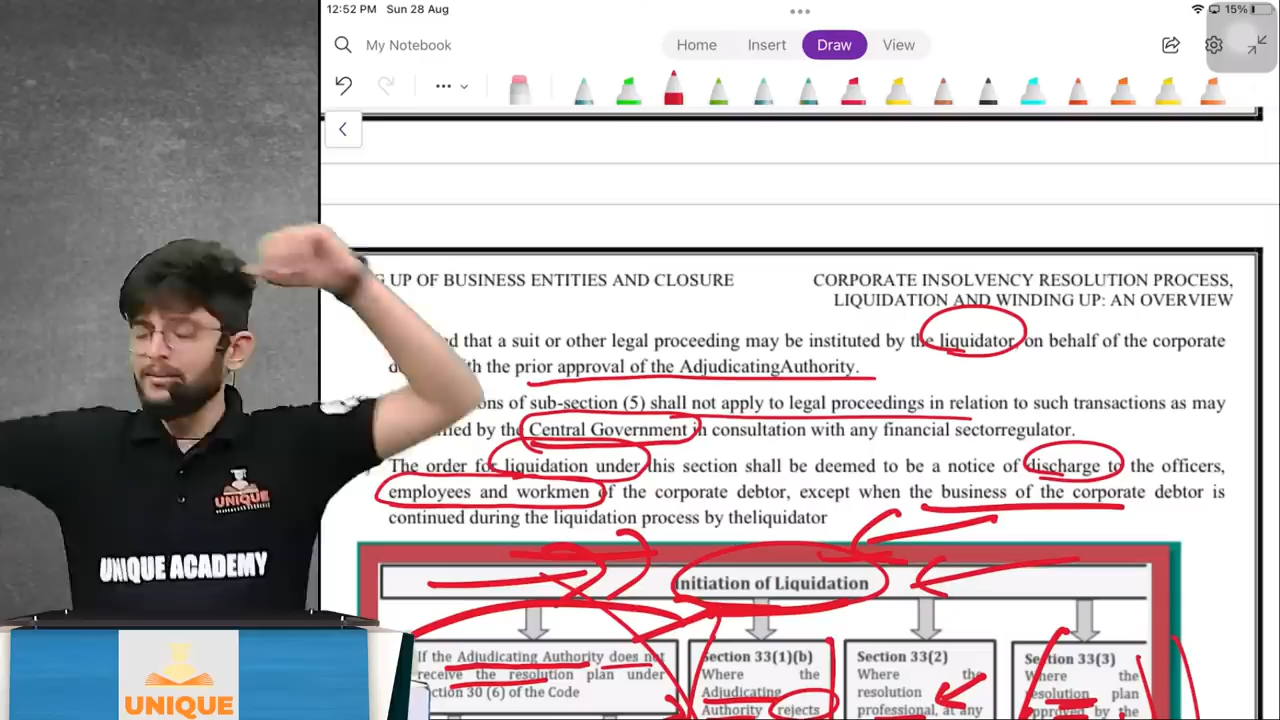 12:52 PM Sun 28 Aug
15%
My Notebook
Home Insert Draw View
G UP OF BUSINESS ENTITIES AND CLOSURE
CORPORATE INSOLVENCY RESOLUTION PROCESS,
LIQUIDATION AND WINDING UP: AN OVERVIEW
d that a suit or other legal proceeding may be instituted by the liquidator, on behalf of the corporate
the prior approval of the AdjudicatingAuthority.
ons of sub-section (5) shall not apply to legal proceedings in relation to such transactions as may
by the Central Government in consultation with any financial sectorregulator.
The order for liquidation under this section shall be deemed to be a notice of discharge to the officers,
employees and workmen of the corporate debtor, except when the business of the corporate debtor is
continued during the liquidation process by theliquidator
Initiation of Liquidation
If the Adjudicating Authority does not
receive the resolution plan under
Section 30 (6) of the Code
Section 33(1)(b)
Where the
Adjudicating
Authority rejects
Section 33(2)
Where the
resolution
professional, at any
Section 33(3)
Where the
resolution plan
approved by the
UNIQUE
UNIQUE ACADEMY
UNIQUE